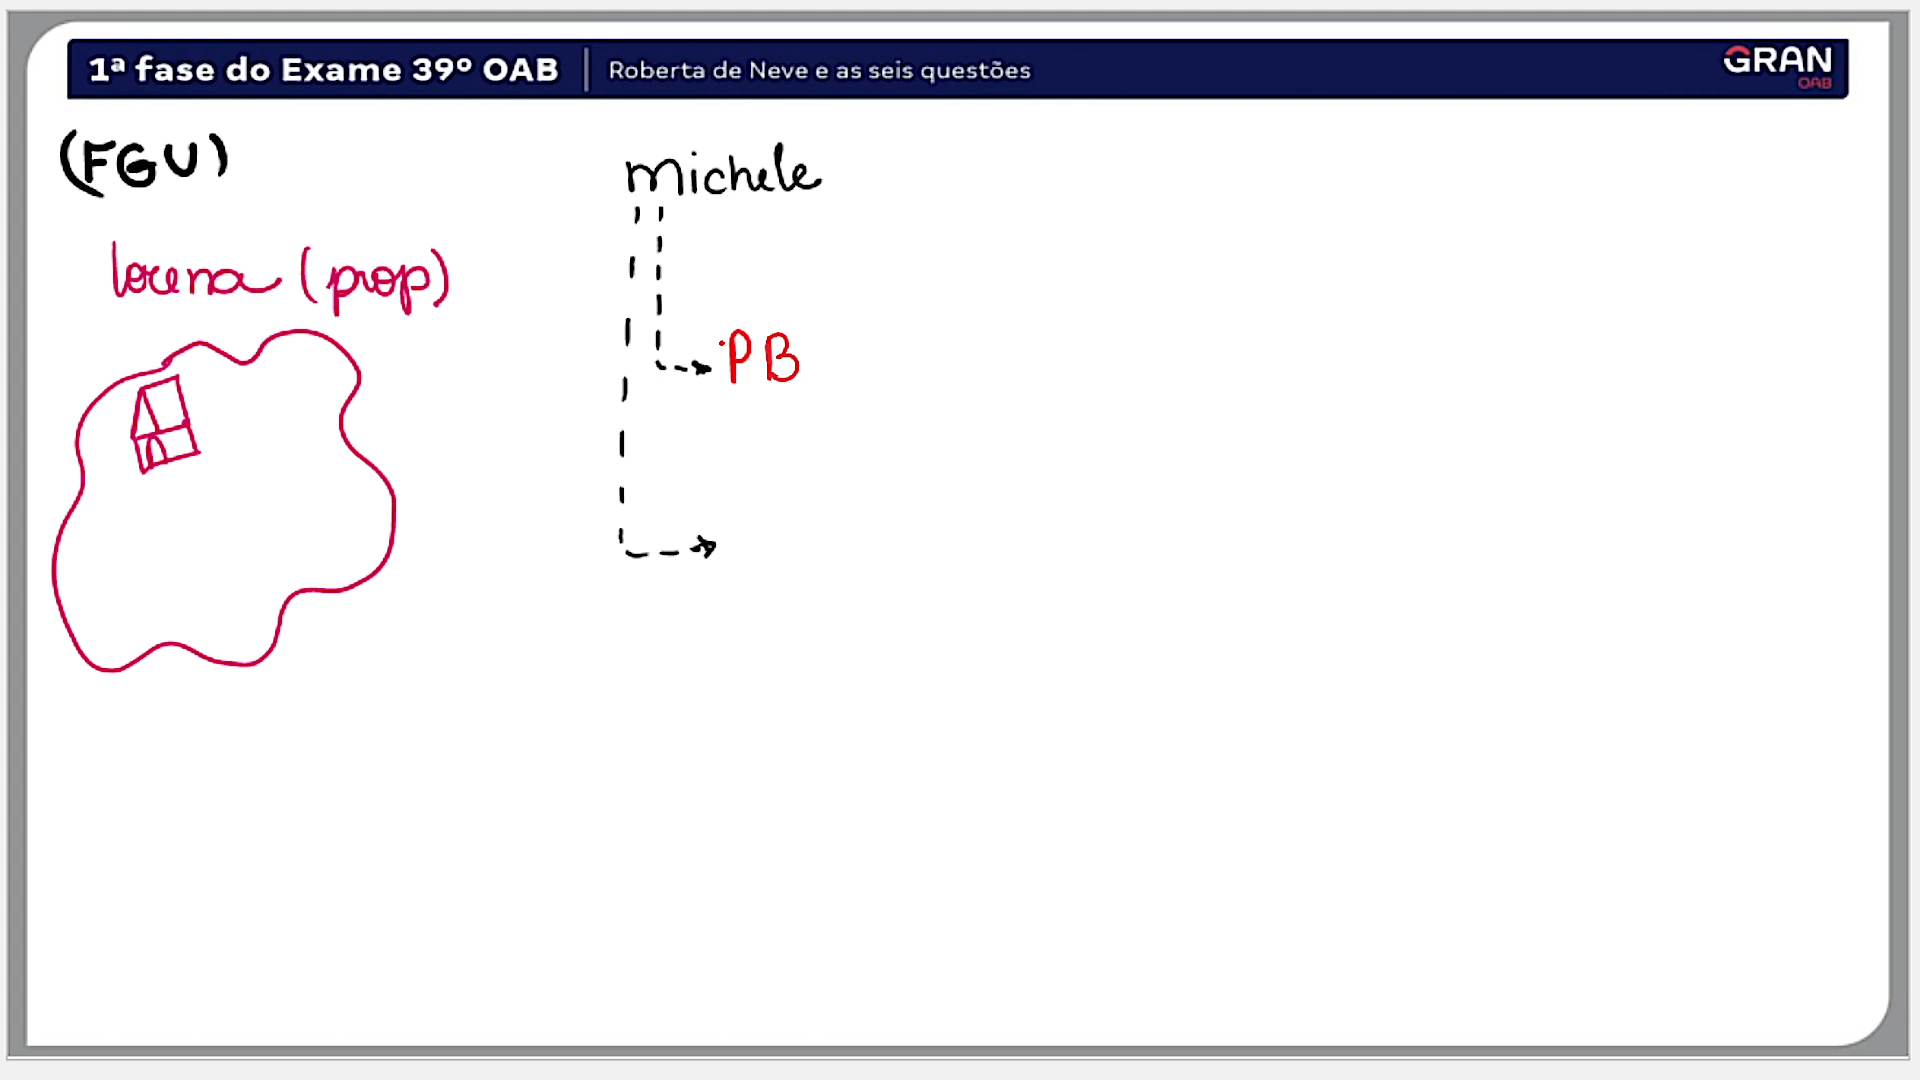 1ª fase do Exame 39º OAB
Roberta de Neve e as seis questões
GRAN
OAB
(FGV)
Michele
Lorena (prop)
PB